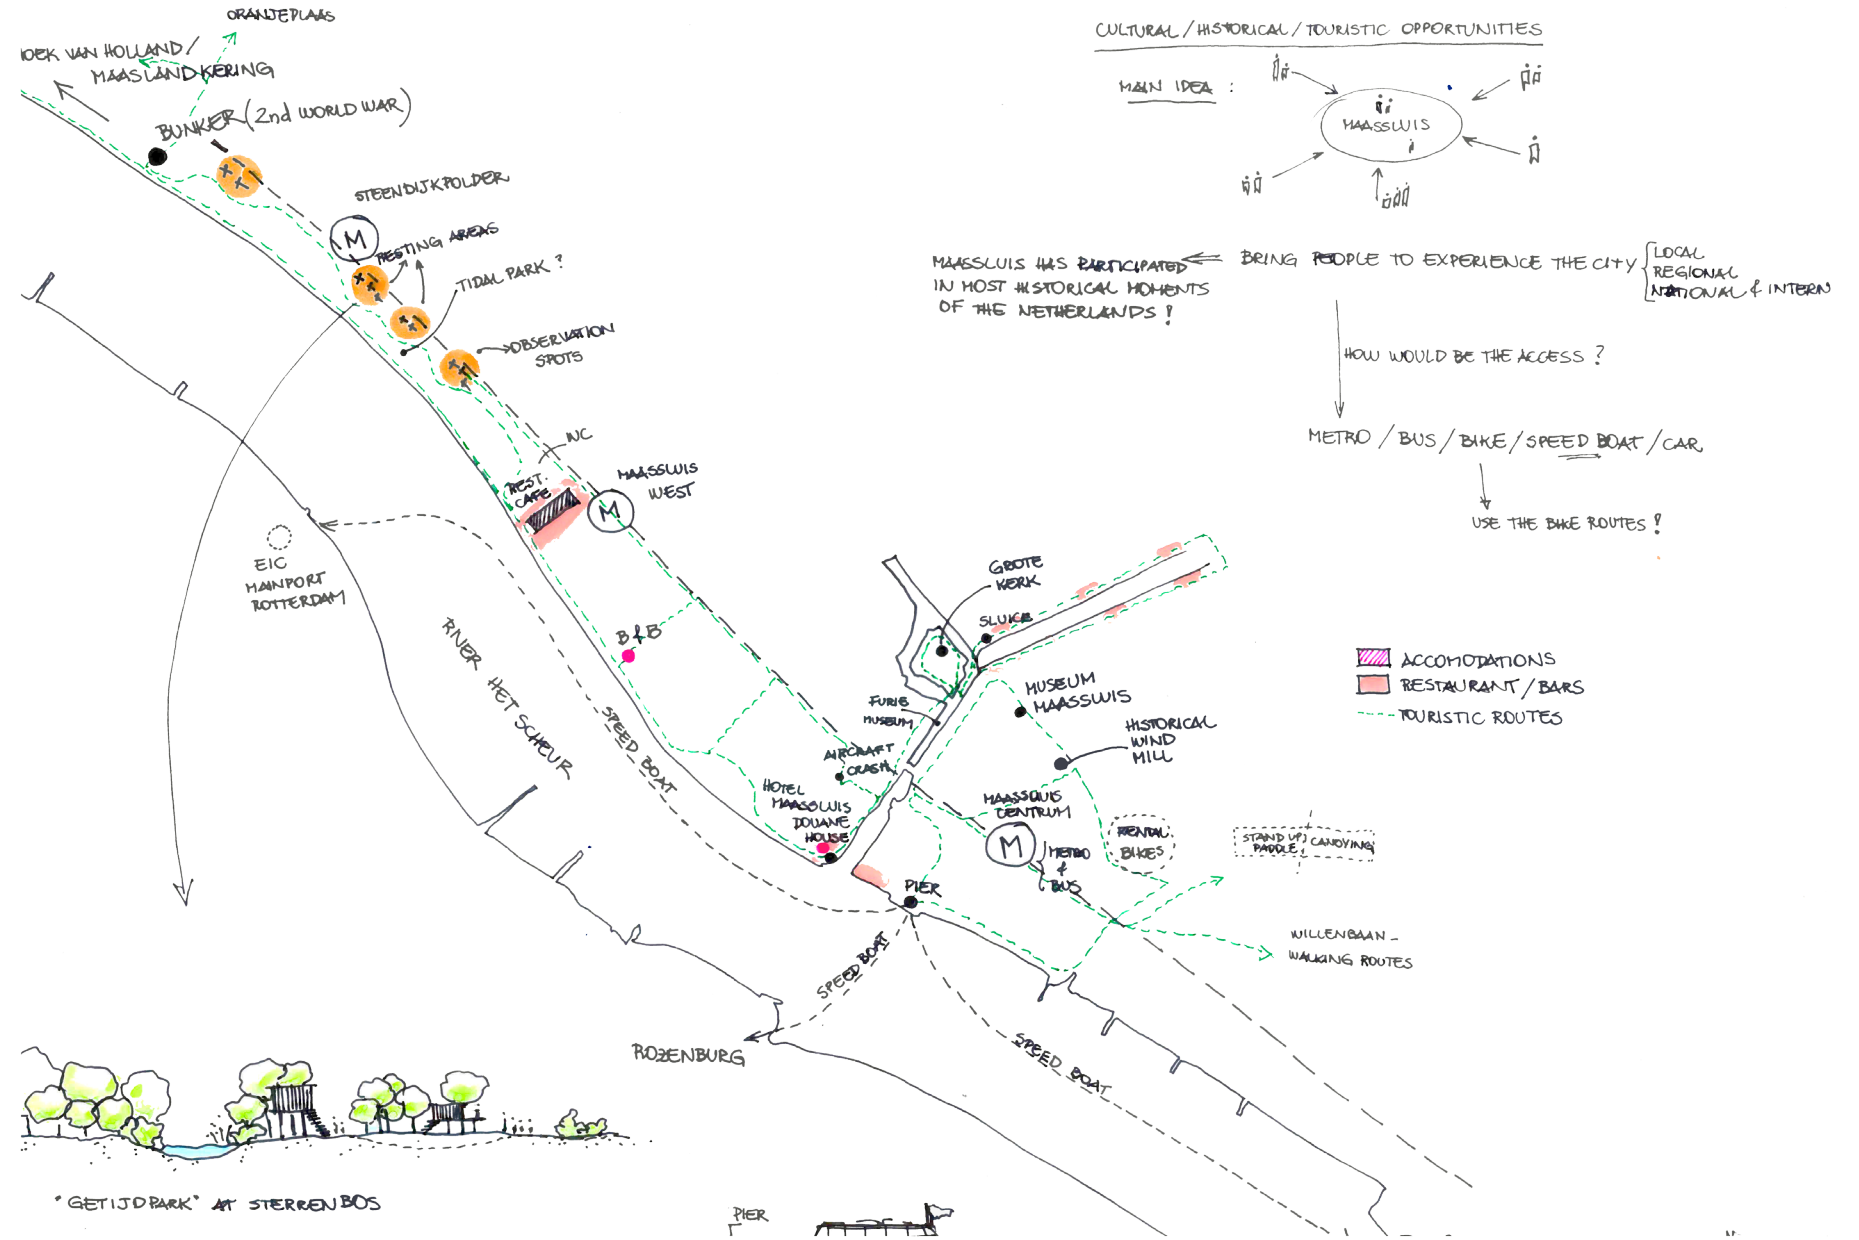 ORANJEPLAAS
HOEK VAN HOLLAND/
MAASLANDKERING
BUNKER (2nd WORLD WAR)
STEENDIJKPOLDER
M
RESTING AREAS
TIDAL PARK?
OBSERVATION
SPOTS
WC
REST.
CAFE
MAASSLUIS
WEST
M
EIC
MAINPORT
ROTTERDAM
RIVER HET SCHEUR
B & B
SPEED BOAT
GROTE
KERK
SLUICE
FURIE
MUSEUM
MUSEUM
MAASSLUIS
HISTORICAL
WIND
MILL
AIRCRAFT
CRASH
HOTEL
MAASSLUIS
DOUANE
HOUSE
MAASSLUIS
CENTRUM
M
METRO
&
BUS
RENTAL
BIKES
STAND UP
PADDLE
CANOYING
PIER
SPEED BOAT
ROZENBURG
SPEED BOAT
WILLENBAAN -
WALKING ROUTES
CULTURAL/HISTORICAL/TOURISTIC OPPORTUNITIES
MAIN IDEA :
MAASSLUIS
MAASSLUIS HAS PARTICIPATED
IN MOST HISTORICAL MOMENTS
OF THE NETHERLANDS!
BRING PEOPLE TO EXPERIENCE THE CITY
LOCAL
REGIONAL
NATIONAL & INTERN
HOW WOULD BE THE ACCESS?
METRO / BUS / BIKE / SPEED BOAT / CAR
USE THE BIKE ROUTES!
ACCOMODATIONS
RESTAURANT/BARS
TOURISTIC ROUTES
"GETIJDPARK" AT STERRENBOS
PIER